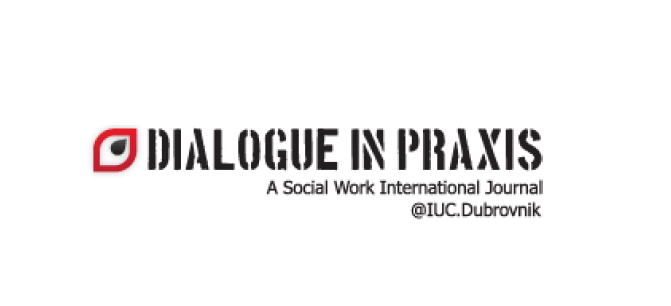 DIALOGUE IN PRAXIS
A Social Work International Journal
@IUC.Dubrovnik